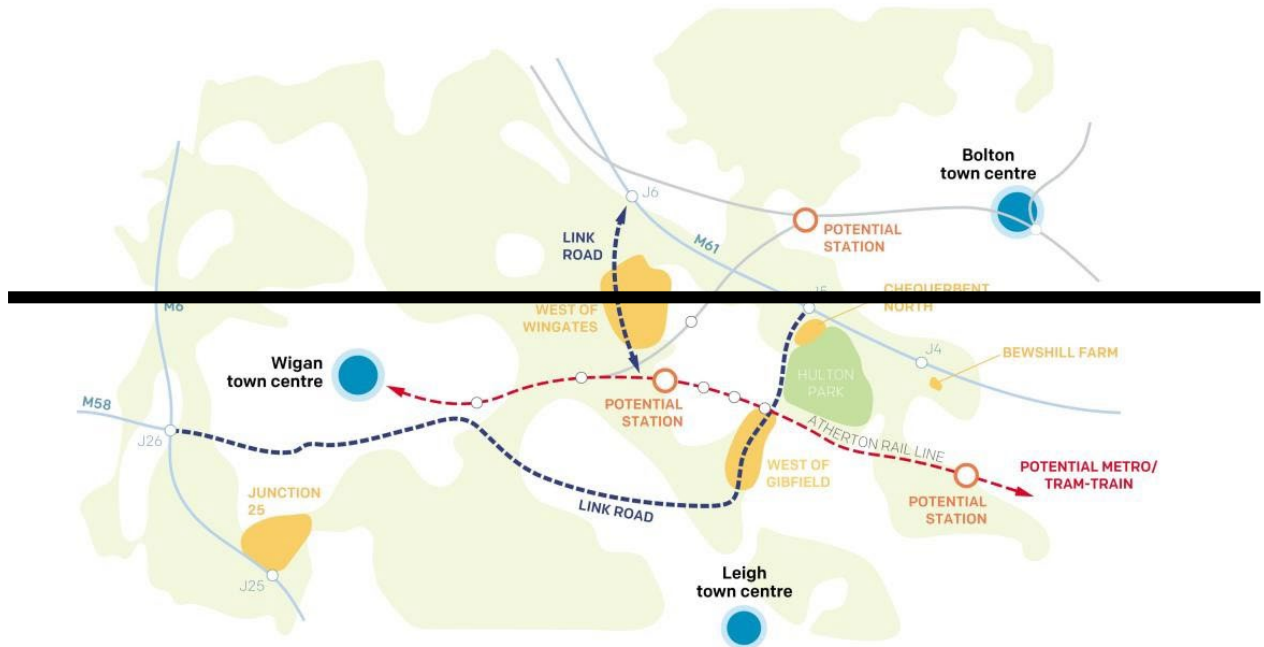 Bolton
town centre
J6
POTENTIAL
STATION
LINK
ROAD
M61
J5
CHEQUERBENT
NORTH
M6
WEST OF
WINGATES
Wigan
town centre
J4
BEWSHILL FARM
HULTON
PARK
M58
POTENTIAL
STATION
J26
ATHERTON RAIL LINE
WEST OF
GIBFIELD
POTENTIAL METRO/
TRAM-TRAIN
JUNCTION
25
LINK ROAD
POTENTIAL
STATION
J25
Leigh
town centre